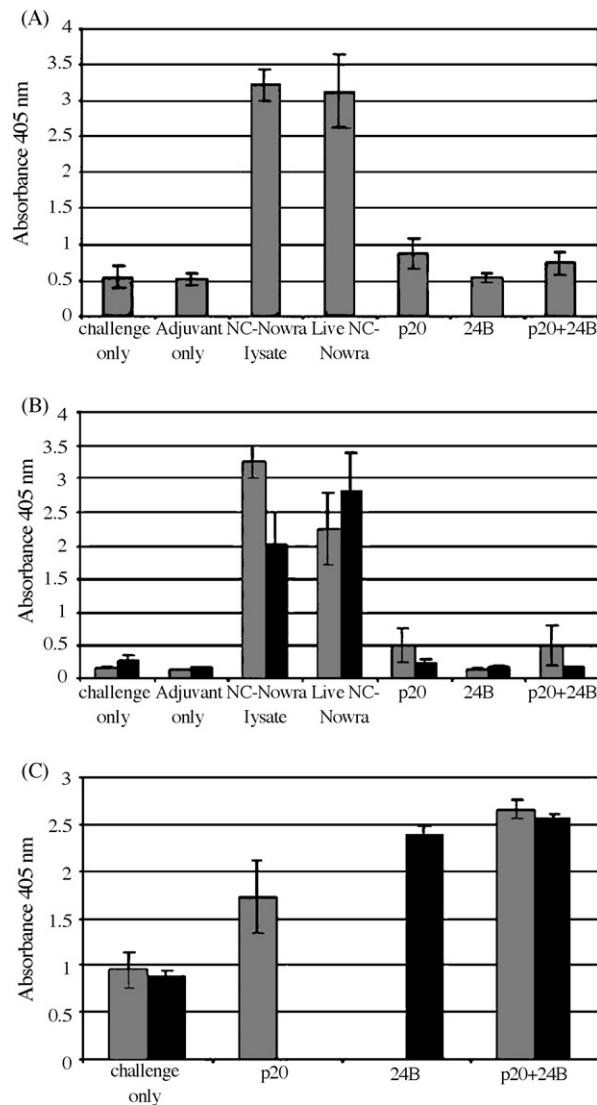 (A)
Absorbance 405 nm
4
3.5
3
2.5
2
1.5
1
0.5
0
challenge only
Adjuvant only
NC-Nowra Iysate
Live NC-Nowra
p20
24B
p20+24B
(B)
Absorbance 405 nm
4
3.5
3
2.5
2
1.5
1
0.5
0
challenge only
Adjuvant only
NC-Nowra Iysate
Live NC-Nowra
p20
24B
p20+24B
(C)
Absorbance 405 nm
3
2.5
2
1.5
1
0.5
0
challenge only
p20
24B
p20+24B